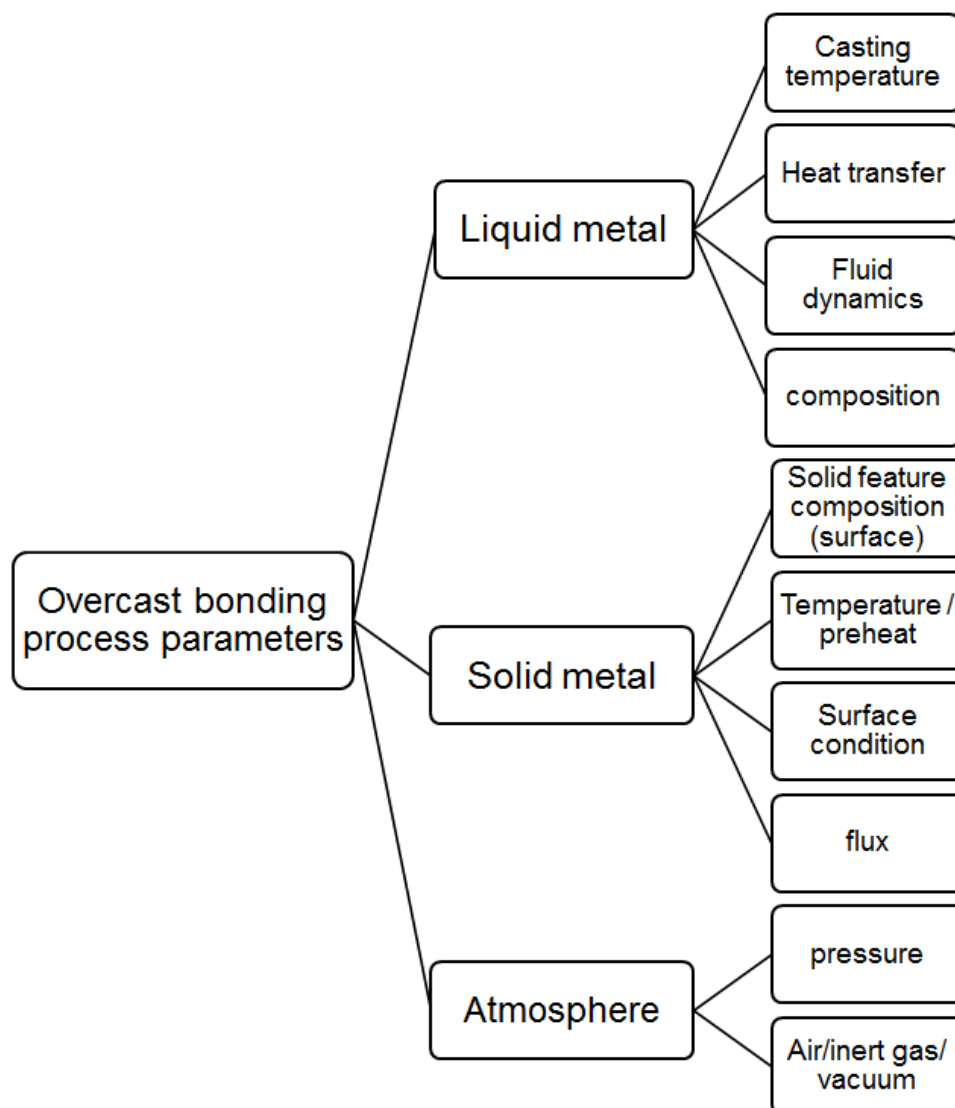 Casting
temperature
Heat transfer
Liquid metal
Fluid
dynamics
composition
Solid feature
composition
(surface)
Overcast bonding
process parameters
Temperature /
preheat
Solid metal
Surface
condition
flux
pressure
Atmosphere
Air/inert gas/
vacuum